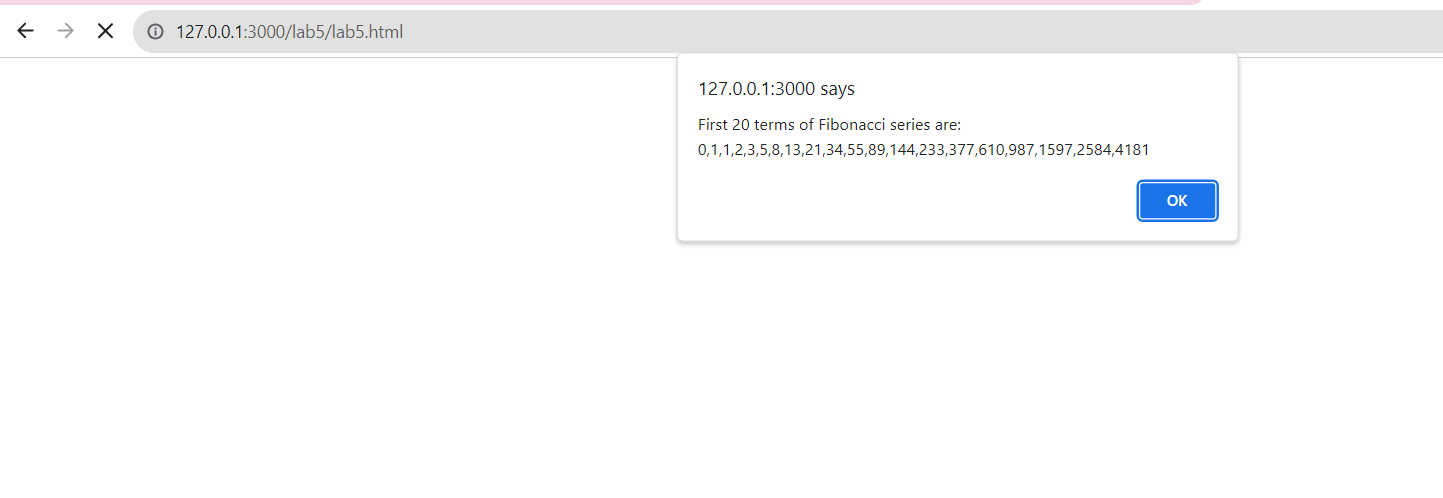 127.0.0.1:3000/lab5/lab5.html
127.0.0.1:3000 says
First 20 terms of Fibonacci series are:
0,1,1,2,3,5,8,13,21,34,55,89,144,233,377,610,987,1597,2584,4181
OK